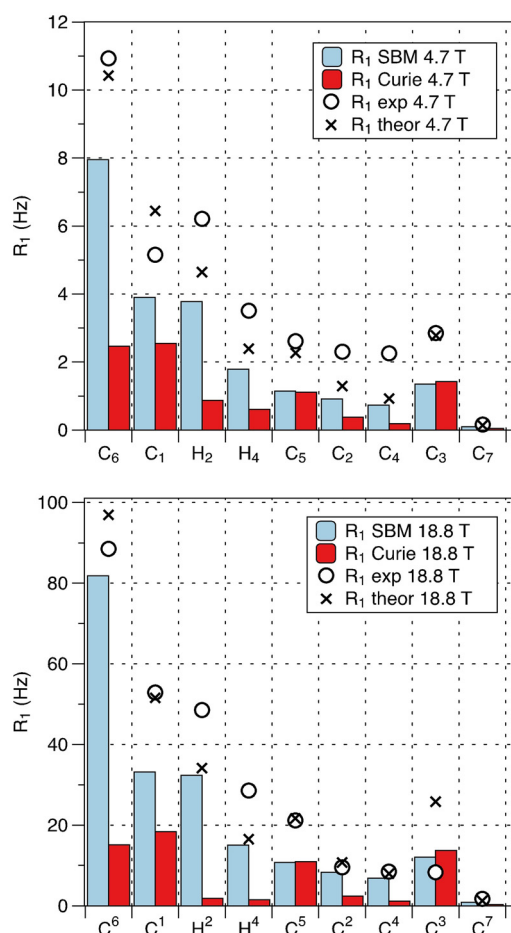 12
10
8
6
4
2
0
R₁ (Hz)
R₁ SBM 4.7 T
R₁ Curie 4.7 T
R₁ exp 4.7 T
R₁ theor 4.7 T
C₆ C₁ H₂ H₄ C₅ C₂ C₄ C₃ C₇
100
80
60
40
20
0
R₁ (Hz)
R₁ SBM 18.8 T
R₁ Curie 18.8 T
R₁ exp 18.8 T
R₁ theor 18.8 T
C⁶ C¹ H² H⁴ C⁵ C² C⁴ C³ C⁷